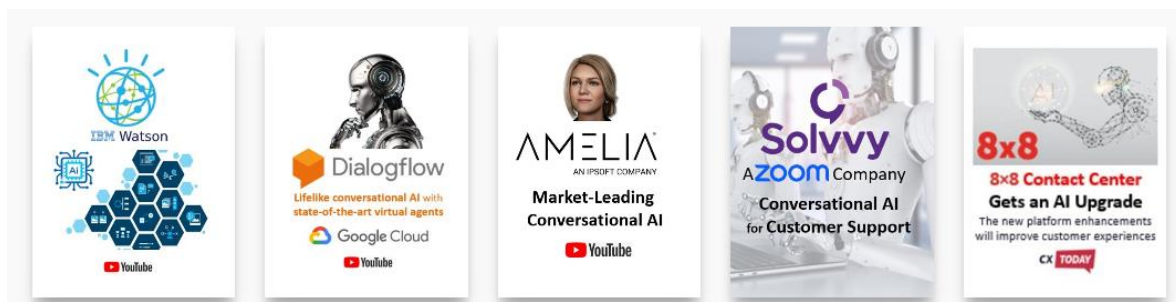 IBM Watson
AI
YouTube
Dialogflow
Lifelike conversational AI with
state-of-the-art virtual agents
Google Cloud
YouTube
AMELIA
AN IPSOFT COMPANY
Market-Leading
Conversational AI
YouTube
Solvvy
A ZOOM Company
Conversational AI
for Customer Support
AI
8x8
8×8 Contact Center
Gets an AI Upgrade
The new platform enhancements
will improve customer experiences
CX TODAY